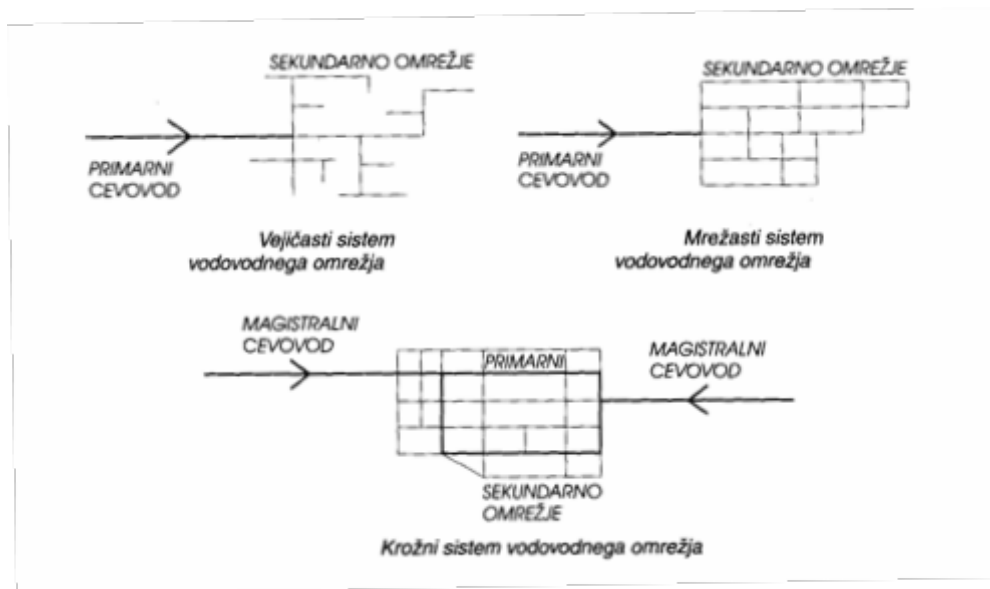 SEKUNDARNO OMREŽJE
PRIMARNI
CEVOVOD
Vejičasti sistem
vodovodnega omrežja
SEKUNDARNO OMREŽJE
PRIMARNI
CEVOVOD
Mrežasti sistem
vodovodnega omrežja
MAGISTRALNI
CEVOVOD
PRIMARNI
MAGISTRALNI
CEVOVOD
SEKUNDARNO
OMREŽJE
Krožni sistem vodovodnega omrežja